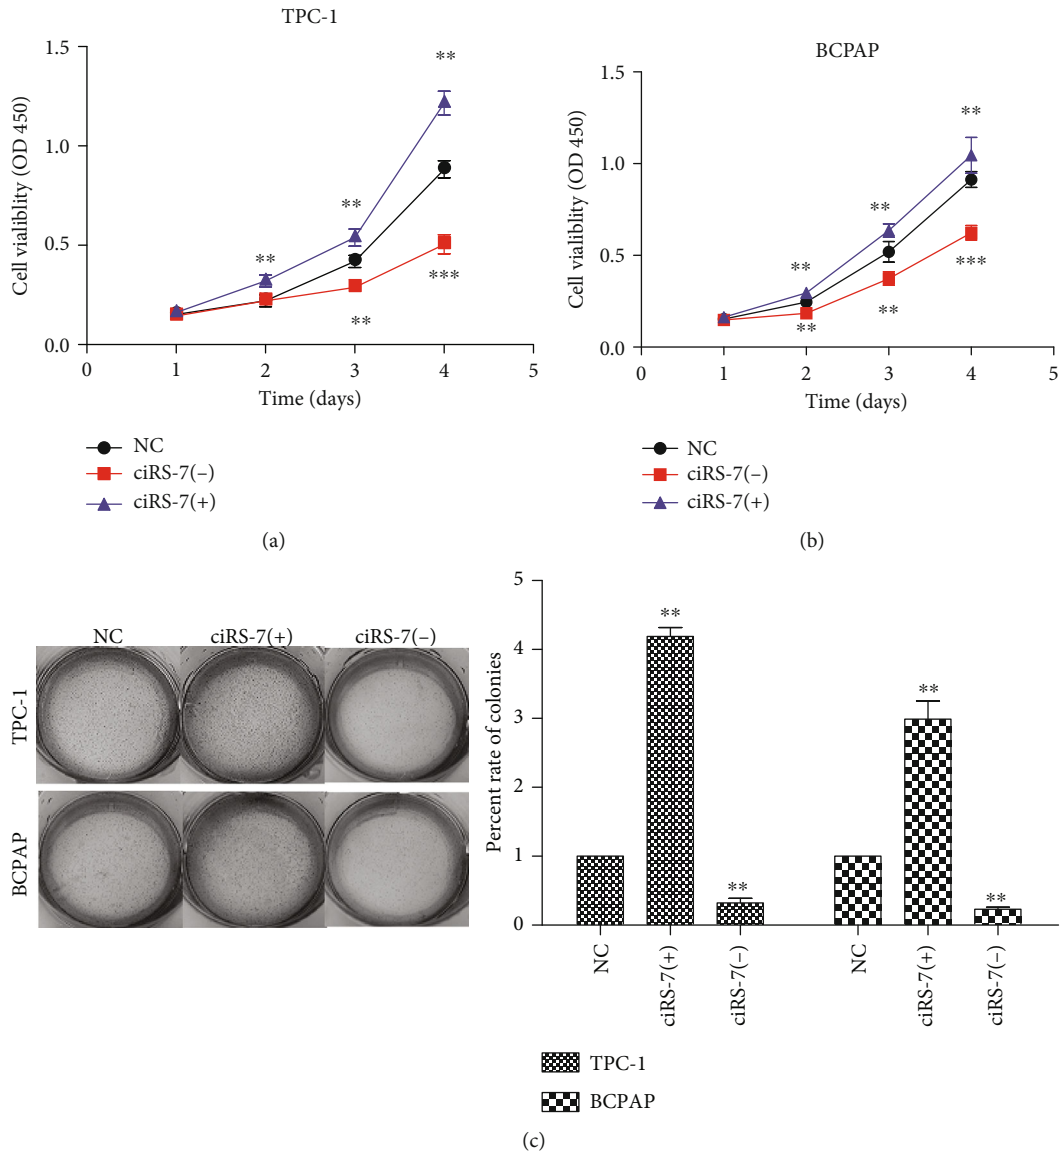 TPC-1
1.5
1.0
0.5
0.0
Cell vialiblity (OD 450)
**
**
**
***
**
0
1
2
3
4
5
Time (days)
NC
ciRS-7(–)
ciRS-7(+)
(a)
BCPAP
1.5
1.0
0.5
0.0
Cell vialiblity (OD 450)
**
**
**
***
**
**
0
1
2
3
4
5
Time (days)
NC
ciRS-7(–)
ciRS-7(+)
(b)
NC
ciRS-7(+)
ciRS-7(–)
TPC-1
BCPAP
Percent rate of colonies
5
4
3
2
1
0
**
**
**
**
NC
ciRS-7(+)
ciRS-7(–)
NC
ciRS-7(+)
ciRS-7(–)
TPC-1
BCPAP
(c)